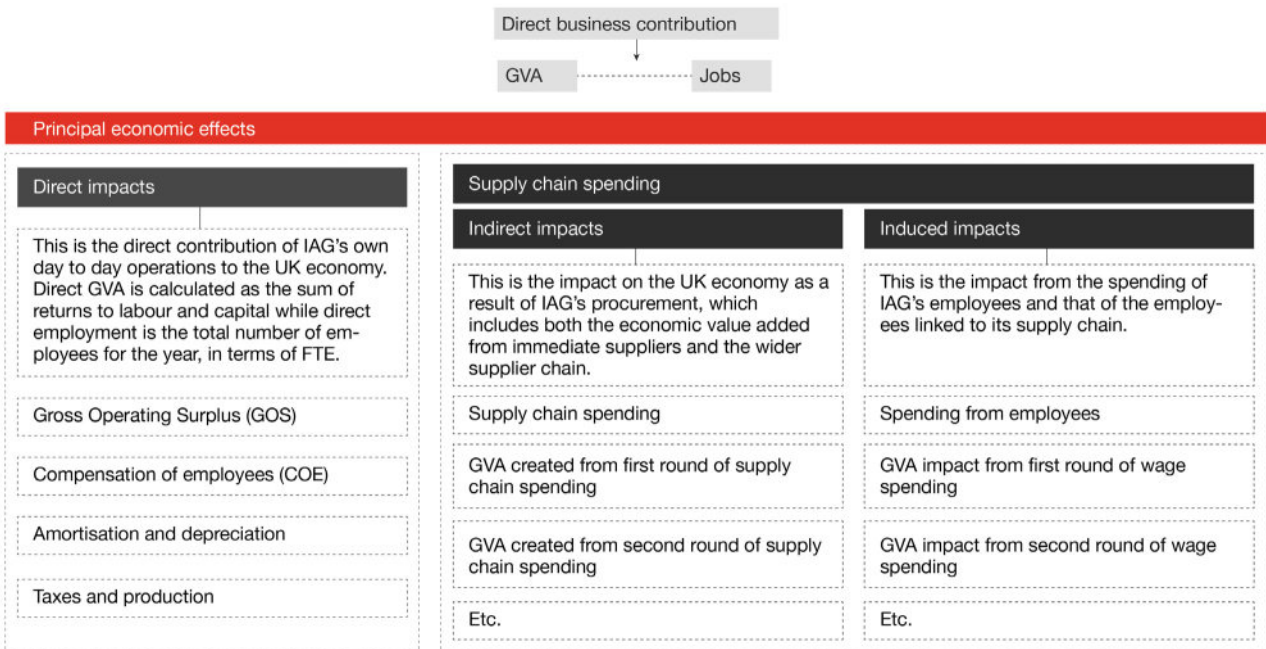 Direct business contribution
GVA
Jobs
Principal economic effects
Direct impacts
This is the direct contribution of IAG's own
day to day operations to the UK economy.
Direct GVA is calculated as the sum of
returns to labour and capital while direct
employment is the total number of em-
ployees for the year, in terms of FTE.
Gross Operating Surplus (GOS)
Compensation of employees (COE)
Amortisation and depreciation
Taxes and production
Supply chain spending
Indirect impacts
This is the impact on the UK economy as a
result of IAG's procurement, which
includes both the economic value added
from immediate suppliers and the wider
supplier chain.
Supply chain spending
GVA created from first round of supply
chain spending
GVA created from second round of supply
chain spending
Etc.
Induced impacts
This is the impact from the spending of
IAG's employees and that of the employ-
ees linked to its supply chain.
Spending from employees
GVA impact from first round of wage
spending
GVA impact from second round of wage
spending
Etc.